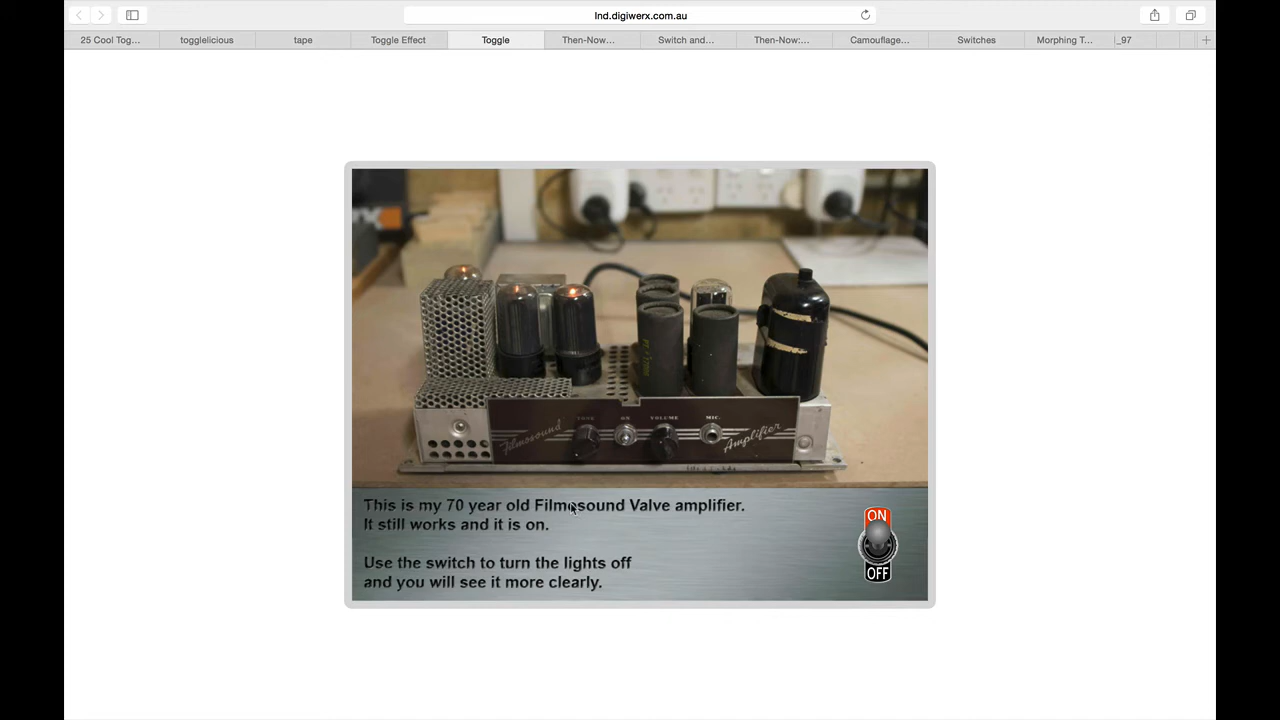 lnd.digiwerx.com.au
25 Cool Tog... togglelicious tape Toggle Effect Toggle Then-Now... Switch and... Then-Now:... Camouflage... Switches Morphing T... _97
TONE ON VOLUME MIC.
Filmosound Amplifier
This is my 70 year old Filmosound Valve amplifier.
It still works and it is on.
Use the switch to turn the lights off
and you will see it more clearly.
ON
OFF